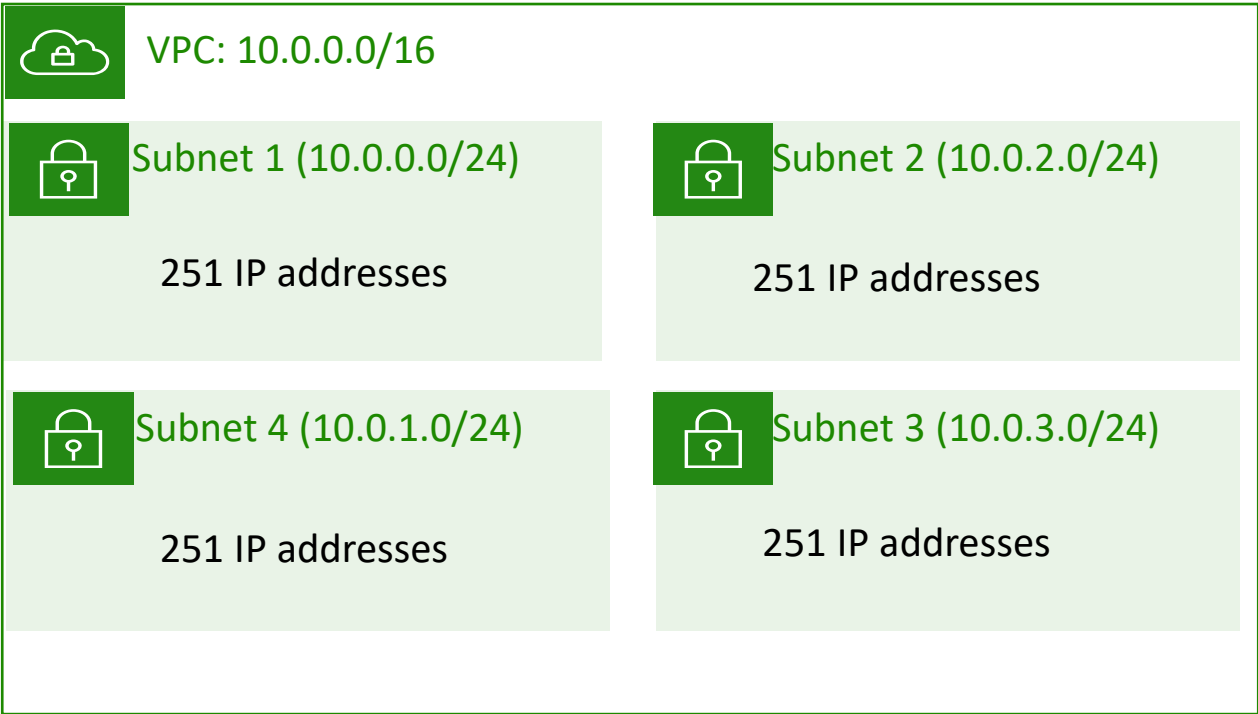 VPC: 10.0.0.0/16
Subnet 1 (10.0.0.0/24)
251 IP addresses
Subnet 2 (10.0.2.0/24)
251 IP addresses
Subnet 4 (10.0.1.0/24)
251 IP addresses
Subnet 3 (10.0.3.0/24)
251 IP addresses